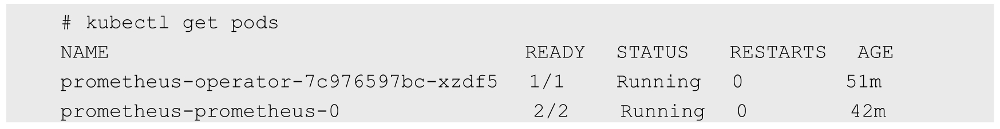 # kubectl get pods
NAME READY STATUS RESTARTS AGE
prometheus-operator-7c976597bc-xzdf5 1/1 Running 0 51m
prometheus-prometheus-0 2/2 Running 0 42m